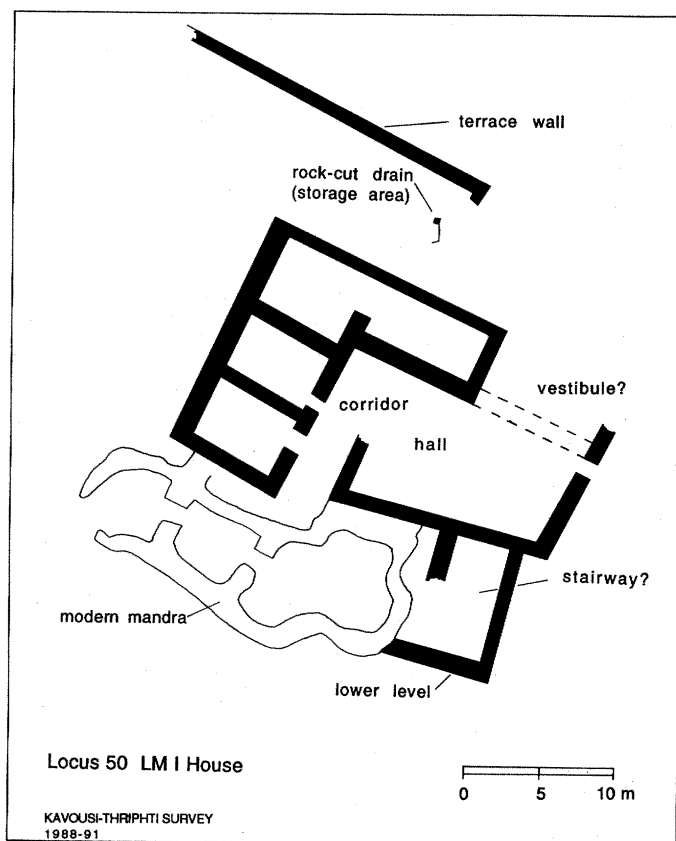 terrace wall
rock-cut drain
(storage area)
vestibule?
corridor
hall
stairway?
modern mandra
lower level
Locus 50 LM I House
0 5 10 m
KAVOUSI-THRIPHTI SURVEY
1988-91